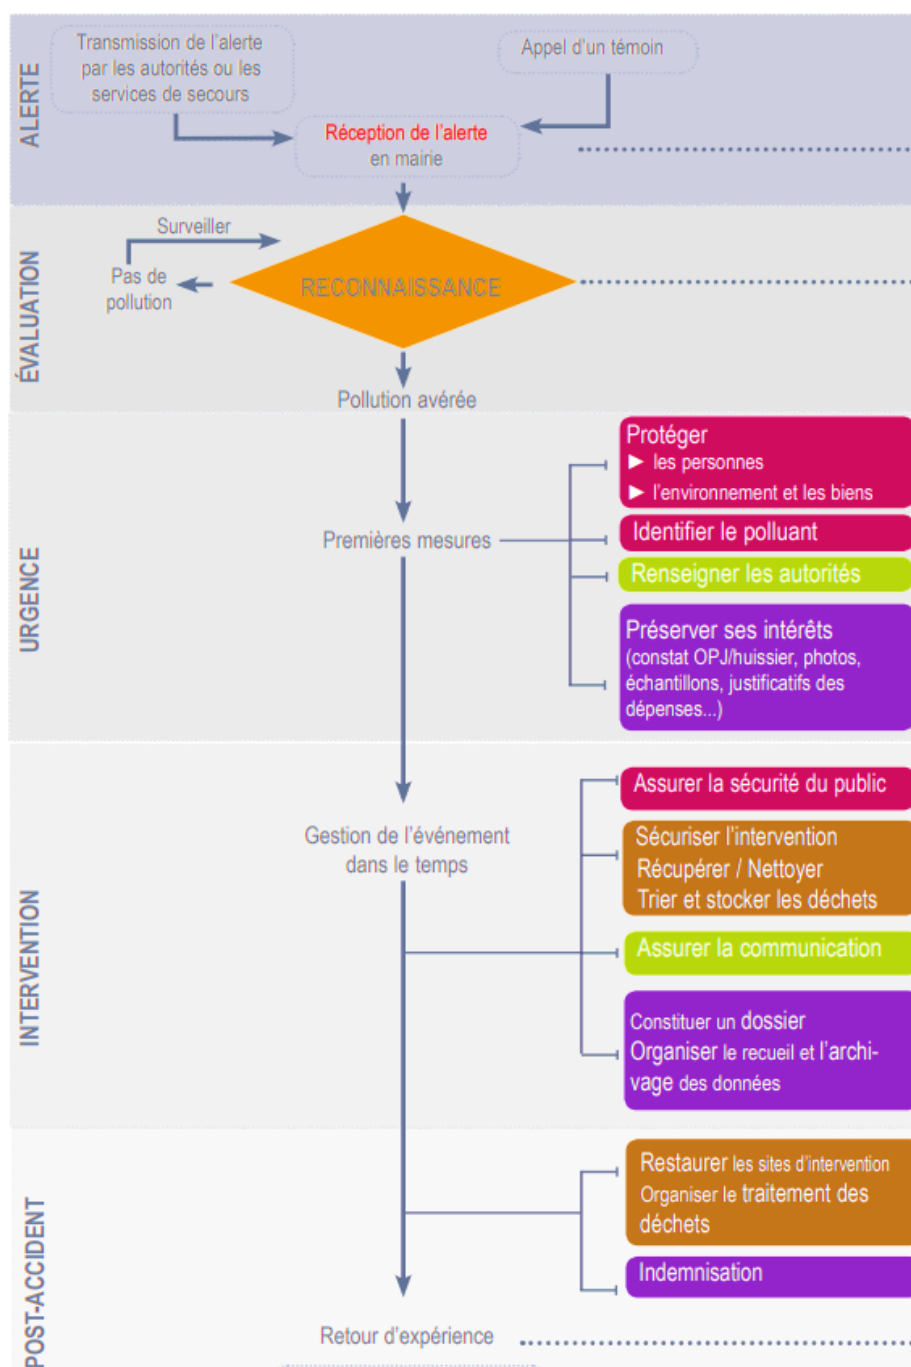 ALERTE
Transmission de l'alerte
par les autorités ou les
services de secours
Appel d'un témoin
Réception de l'alerte
en mairie
ÉVALUATION
Surveiller
Pas de
pollution
RECONNAISSANCE
Pollution avérée
URGENCE
Premières mesures
Protéger
► les personnes
► l'environnement et les biens
Identifier le polluant
Renseigner les autorités
Préserver ses intérêts
(constat OPJ/huissier, photos,
échantillons, justificatifs des
dépenses...)
INTERVENTION
Gestion de l'événement
dans le temps
Assurer la sécurité du public
Sécuriser l'intervention
Récupérer / Nettoyer
Trier et stocker les déchets
Assurer la communication
Constituer un dossier
Organiser le recueil et l'archi-
vage des données
POST-ACCIDENT
Restaurer les sites d'intervention
Organiser le traitement des
déchets
Indemnisation
Retour d'expérience